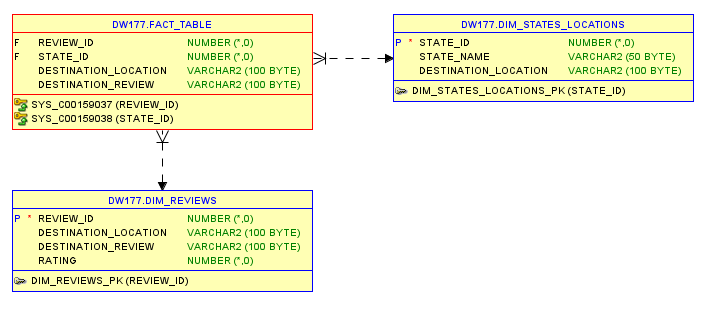 DW177.FACT_TABLE
F REVIEW_ID NUMBER (*,0)
F STATE_ID NUMBER (*,0)
DESTINATION_LOCATION VARCHAR2 (100 BYTE)
DESTINATION_REVIEW VARCHAR2 (100 BYTE)
SYS_C00159037 (REVIEW_ID)
SYS_C00159038 (STATE_ID)
DW177.DIM_STATES_LOCATIONS
P * STATE_ID NUMBER (*,0)
STATE_NAME VARCHAR2 (50 BYTE)
DESTINATION_LOCATION VARCHAR2 (100 BYTE)
DIM_STATES_LOCATIONS_PK (STATE_ID)
DW177.DIM_REVIEWS
P * REVIEW_ID NUMBER (*,0)
DESTINATION_LOCATION VARCHAR2 (100 BYTE)
DESTINATION_REVIEW VARCHAR2 (100 BYTE)
RATING NUMBER (*,0)
DIM_REVIEWS_PK (REVIEW_ID)